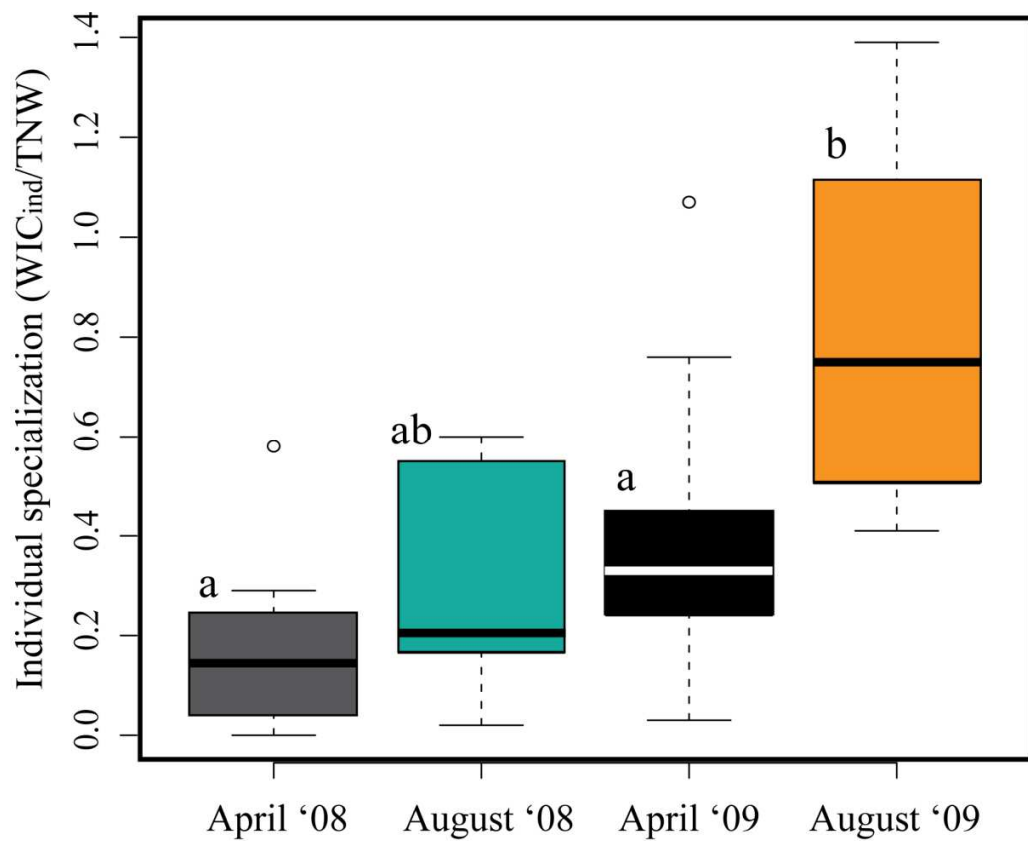 Individual specialization (WICind/TNW)
1.4
1.2
1.0
0.8
0.6
0.4
0.2
0.0
a
ab
a
b
April ‘08
August ‘08
April ‘09
August ‘09